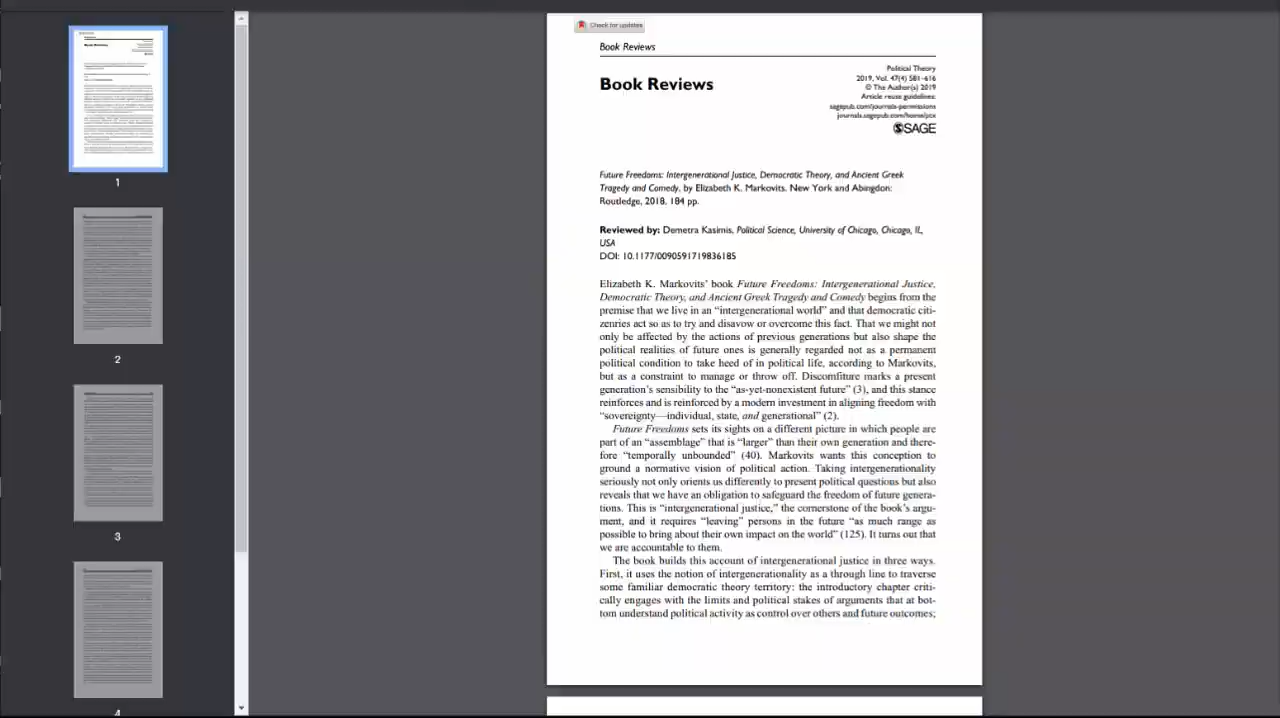 Check for updates
Book Reviews
Book Reviews
Political Theory
2019, Vol. 47(4) 581–616
© The Author(s) 2019
Article reuse guidelines:
sagepub.com/journals-permissions
journals.sagepub.com/home/ptx
SAGE
Future Freedoms: Intergenerational Justice, Democratic Theory, and Ancient Greek
Tragedy and Comedy, by Elizabeth K. Markovits. New York and Abingdon:
Routledge, 2018, 184 pp.
Reviewed by: Demetra Kasimis, Political Science, University of Chicago, Chicago, IL,
USA
DOI: 10.1177/0090591719836185
Elizabeth K. Markovits’ book Future Freedoms: Intergenerational Justice,
Democratic Theory, and Ancient Greek Tragedy and Comedy begins from the
premise that we live in an “intergenerational world” and that democratic citi-
zenries act so as to try and disavow or overcome this fact. That we might not
only be affected by the actions of previous generations but also shape the
political realities of future ones is generally regarded not as a permanent
political condition to take heed of in political life, according to Markovits,
but as a constraint to manage or throw off. Discomfiture marks a present
generation’s sensibility to the “as-yet-nonexistent future” (3), and this stance
reinforces and is reinforced by a modern investment in aligning freedom with
“sovereignty—individual, state, and generational” (2).
Future Freedoms sets its sights on a different picture in which people are
part of an “assemblage” that is “larger” than their own generation and there-
fore “temporally unbounded” (40). Markovits wants this conception to
ground a normative vision of political action. Taking intergenerationality
seriously not only orients us differently to present political questions but also
reveals that we have an obligation to safeguard the freedom of future genera-
tions. This is “intergenerational justice,” the cornerstone of the book’s argu-
ment, and it requires “leaving” persons in the future “as much range as
possible to bring about their own impact on the world” (125). It turns out that
we are accountable to them.
The book builds this account of intergenerational justice in three ways.
First, it uses the notion of intergenerationality as a through line to traverse
some familiar democratic theory territory: the introductory chapter criti-
cally engages with the limits and political stakes of arguments that at bot-
tom understand political activity as control over others and future outcomes;
1
2
3
4